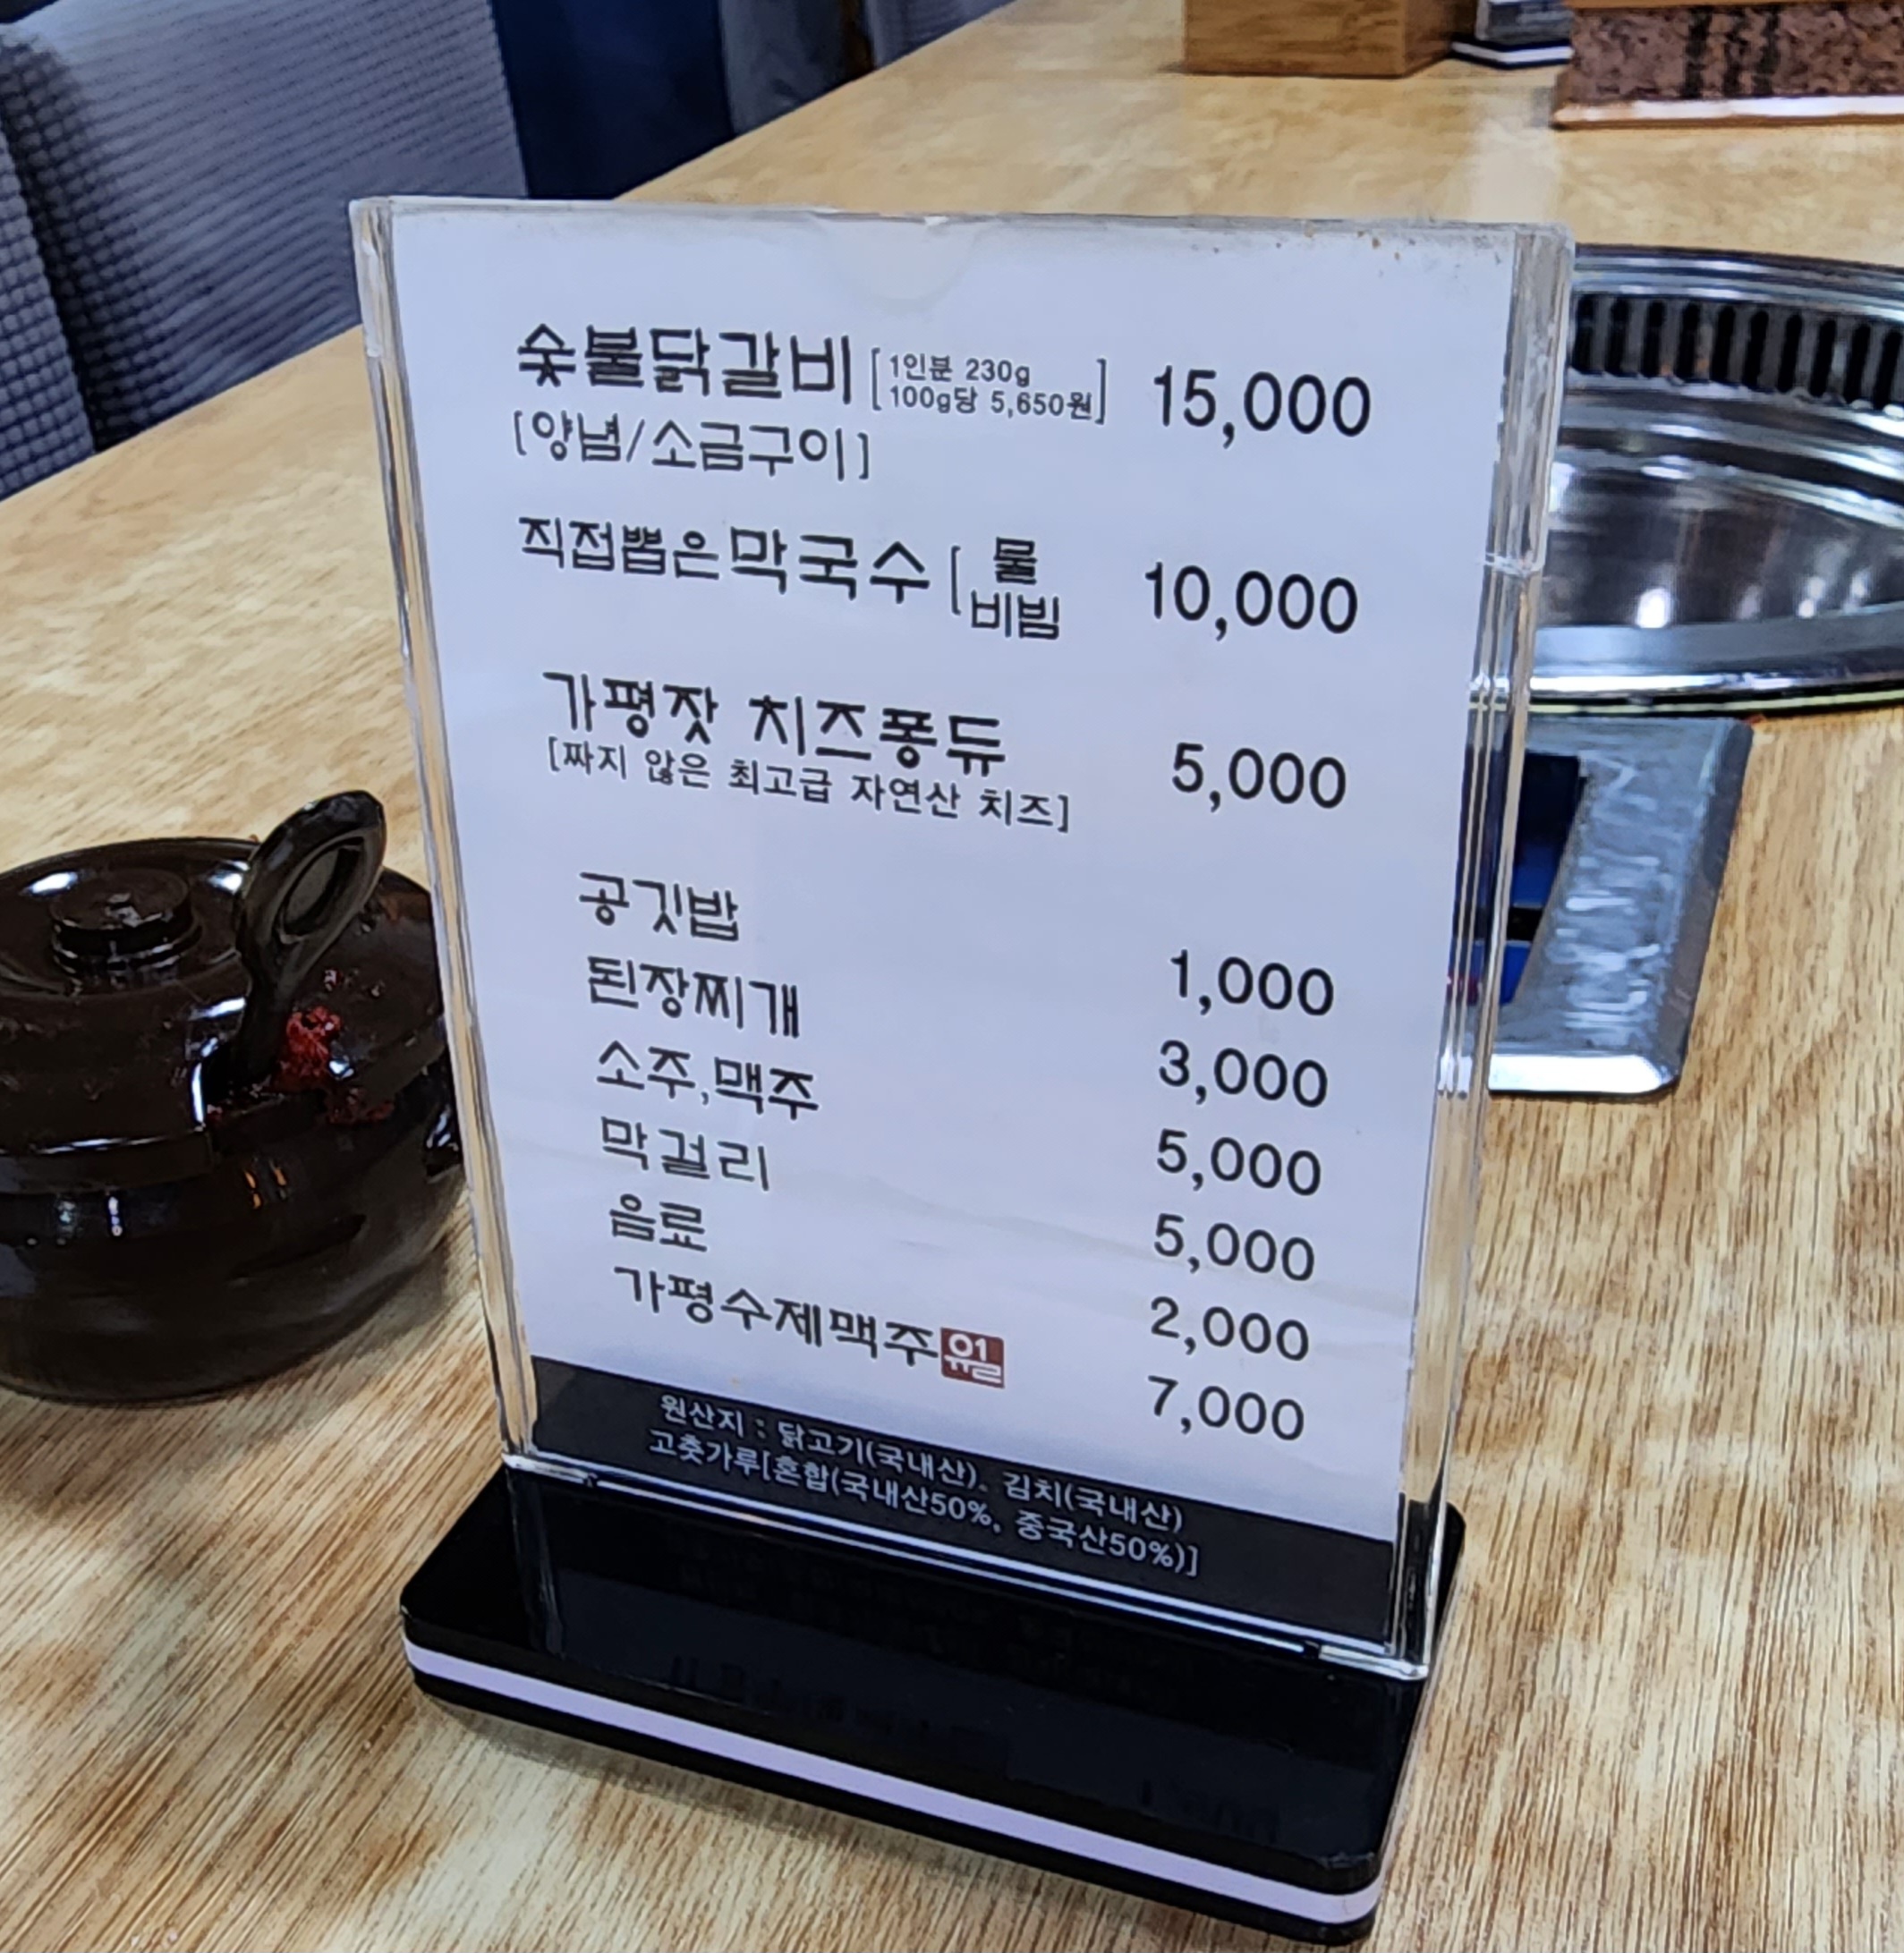 숯불닭갈비 [1인분 230g 100g당 5,650원] 15,000
[양념/소금구이]
직접뽑은막국수 [물 비빔 10,000
가평잣 치즈퐁듀 5,000
[짜지 않은 최고급 자연산 치즈]
공깃밥 1,000
된장찌개 3,000
소주,맥주 5,000
막걸리 5,000
음료 2,000
가평수제맥주 7,000
원산지 : 닭고기(국내산), 김치(국내산)
고춧가루[혼합(국내산50%, 중국산50%)]